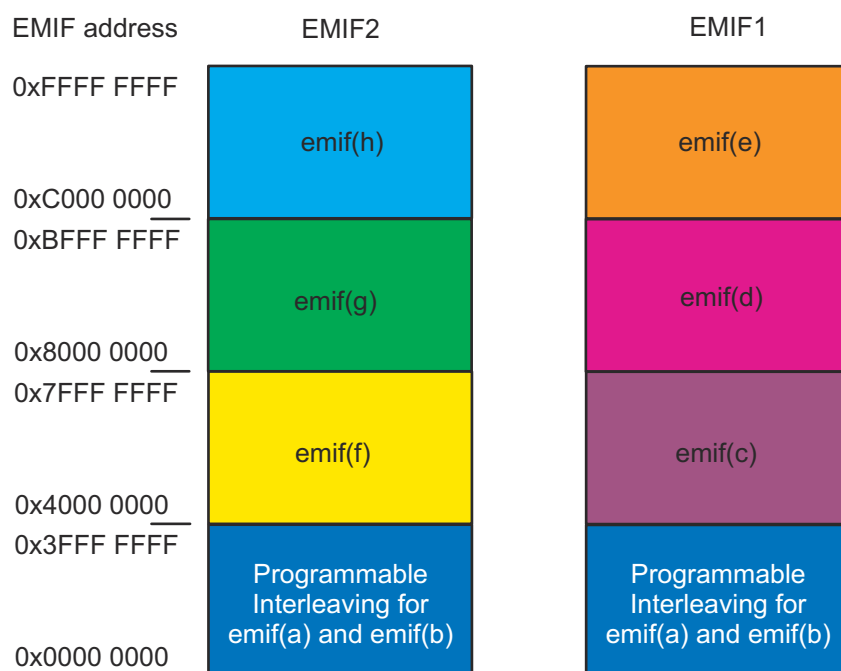 EMIF address
EMIF2
EMIF1
0xFFFF FFFF
emif(h)
emif(e)
0xC000 0000
0xBFFF FFFF
emif(g)
emif(d)
0x8000 0000
0x7FFF FFFF
emif(f)
emif(c)
0x4000 0000
0x3FFF FFFF
Programmable
Interleaving for
emif(a) and emif(b)
Programmable
Interleaving for
emif(a) and emif(b)
0x0000 0000